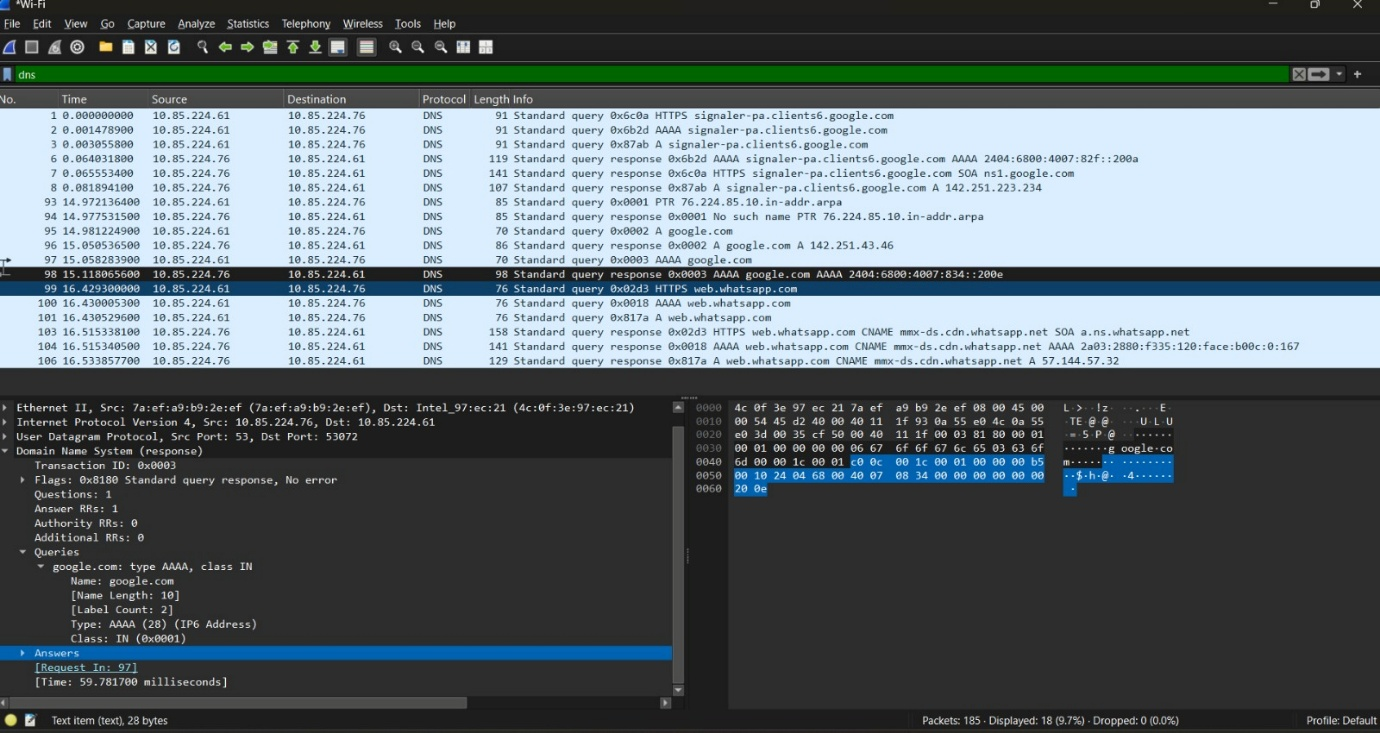 *Wi-Fi
File Edit View Go Capture Analyze Statistics Telephony Wireless Tools Help
dns
No. Time Source Destination Protocol Length Info
1 0.000000000 10.85.224.61 10.85.224.76 DNS 91 Standard query 0x6c0a HTTPS signaler-pa.clients6.google.com
2 0.001478900 10.85.224.61 10.85.224.76 DNS 91 Standard query 0x6b2d AAAA signaler-pa.clients6.google.com
3 0.003055800 10.85.224.61 10.85.224.76 DNS 91 Standard query 0x87ab A signaler-pa.clients6.google.com
6 0.064031800 10.85.224.76 10.85.224.61 DNS 119 Standard query response 0x6b2d AAAA signaler-pa.clients6.google.com AAAA 2404:6800:4007:82f::200a
7 0.065553400 10.85.224.76 10.85.224.61 DNS 141 Standard query response 0x6c0a HTTPS signaler-pa.clients6.google.com SOA ns1.google.com
8 0.081894100 10.85.224.76 10.85.224.61 DNS 107 Standard query response 0x87ab A signaler-pa.clients6.google.com A 142.251.223.234
93 14.972136400 10.85.224.61 10.85.224.76 DNS 85 Standard query 0x0001 PTR 76.224.85.10.in-addr.arpa
94 14.977531500 10.85.224.76 10.85.224.61 DNS 85 Standard query response 0x0001 No such name PTR 76.224.85.10.in-addr.arpa
95 14.981224900 10.85.224.61 10.85.224.76 DNS 70 Standard query 0x0002 A google.com
96 15.050536500 10.85.224.76 10.85.224.61 DNS 86 Standard query response 0x0002 A google.com A 142.251.43.46
97 15.058283900 10.85.224.61 10.85.224.76 DNS 70 Standard query 0x0003 AAAA google.com
98 15.118065600 10.85.224.76 10.85.224.61 DNS 98 Standard query response 0x0003 AAAA google.com AAAA 2404:6800:4007:834::200e
99 16.429300000 10.85.224.61 10.85.224.76 DNS 76 Standard query 0x02d3 HTTPS web.whatsapp.com
100 16.430005300 10.85.224.61 10.85.224.76 DNS 76 Standard query 0x0018 AAAA web.whatsapp.com
101 16.430529600 10.85.224.61 10.85.224.76 DNS 76 Standard query 0x817a A web.whatsapp.com
103 16.515338100 10.85.224.76 10.85.224.61 DNS 158 Standard query response 0x02d3 HTTPS web.whatsapp.com CNAME mmx-ds.cdn.whatsapp.net SOA a.ns.whatsapp.net
104 16.515340500 10.85.224.76 10.85.224.61 DNS 141 Standard query response 0x0018 AAAA web.whatsapp.com CNAME mmx-ds.cdn.whatsapp.net AAAA 2a03:2880:f335:120:face:b00c:0:167
106 16.533857700 10.85.224.76 10.85.224.61 DNS 129 Standard query response 0x817a A web.whatsapp.com CNAME mmx-ds.cdn.whatsapp.net A 57.144.57.32
Ethernet II, Src: 7a:ef:a9:b9:2e:ef (7a:ef:a9:b9:2e:ef), Dst: Intel_97:ec:21 (4c:0f:3e:97:ec:21)
Internet Protocol Version 4, Src: 10.85.224.76, Dst: 10.85.224.61
User Datagram Protocol, Src Port: 53, Dst Port: 53072
Domain Name System (response)
Transaction ID: 0x0003
Flags: 0x8180 Standard query response, No error
Questions: 1
Answer RRs: 1
Authority RRs: 0
Additional RRs: 0
Queries
google.com: type AAAA, class IN
Name: google.com
[Name Length: 10]
[Label Count: 2]
Type: AAAA (28) (IP6 Address)
Class: IN (0x0001)
Answers
[Request In: 97]
[Time: 59.781700 milliseconds]
0000 4c 0f 3e 97 ec 21 7a ef a9 b9 2e ef 08 00 45 00 L·>··!z· ··.···E·
0010 00 54 45 d2 40 00 40 11 1f 93 0a 55 e0 4c 0a 55 ·TE·@·@· ···U·L·U
0020 e0 3d 00 35 cf 50 00 40 11 1f 00 03 81 80 00 01 ·=·5·P·@ ········
0030 00 01 00 00 00 00 06 67 6f 6f 67 6c 65 03 63 6f ·······g oogle·co
0040 6d 00 00 1c 00 01 c0 0c 00 1c 00 01 00 00 00 b5 m······· ········
0050 00 10 24 04 68 00 40 07 08 34 00 00 00 00 00 00 ··$·h·@· ·4······
0060 20 0e ·
Text item (text), 28 bytes
Packets: 185 · Displayed: 18 (9.7%) · Dropped: 0 (0.0%)
Profile: Default